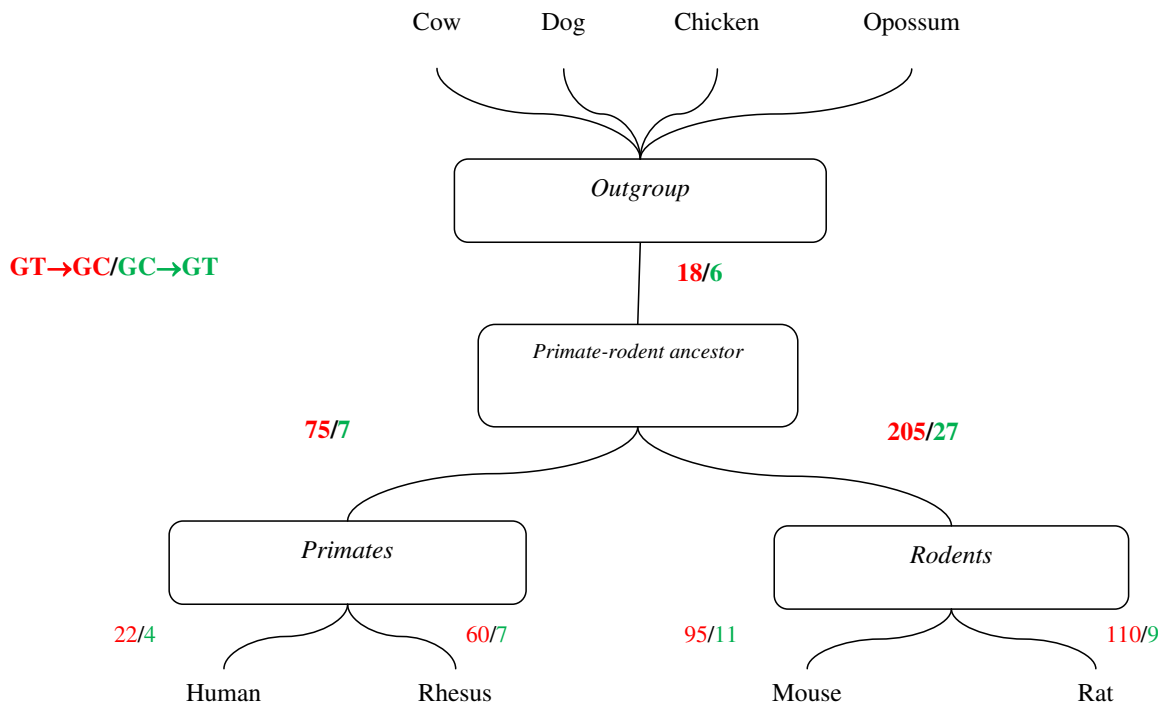 Cow Dog Chicken Opossum
Outgroup
GT→GC/GC→GT
18/6
Primate-rodent ancestor
75/7 205/27
Primates Rodents
22/4 60/7 95/11 110/9
Human Rhesus Mouse Rat